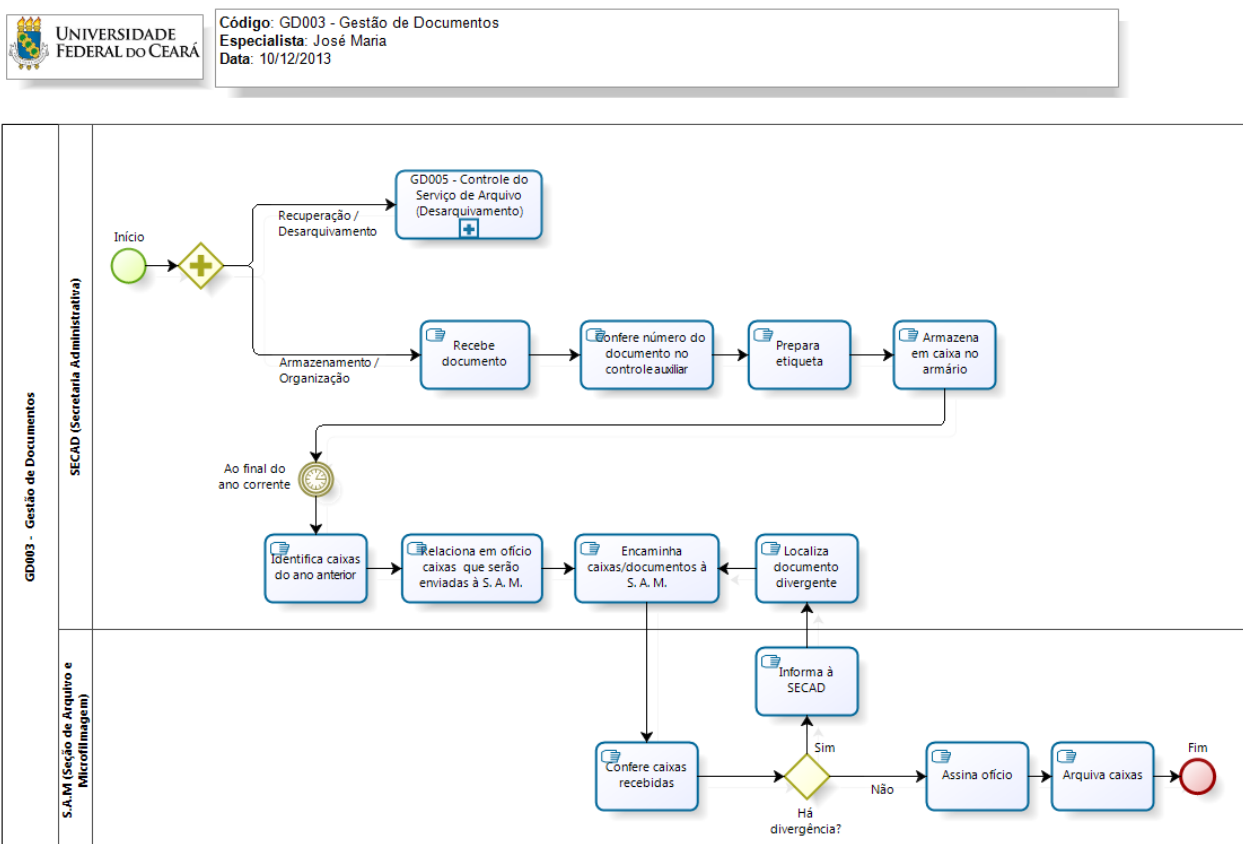 UNIVERSIDADE
FEDERAL DO CEARÁ
Código: GD003 - Gestão de Documentos
Especialista: José Maria
Data: 10/12/2013
GD003 - Gestão de Documentos
SECAD (Secretaria Administrativa)
Início
Recuperação /
Desarquivamento
GD005 - Controle do
Serviço de Arquivo
(Desarquivamento)
Armazenamento /
Organização
Recebe
documento
Confere número do
documento no
controle auxiliar
Prepara
etiqueta
Armazena
em caixa no
armário
Ao final do
ano corrente
Identifica caixas
do ano anterior
Relaciona em ofício
caixas que serão
enviadas à S. A. M.
Encaminha
caixas/documentos à
S. A. M.
Localiza
documento
divergente
S.A.M (Seção de Arquivo e
Microfilmagem)
Informa à
SECAD
Confere caixas
recebidas
Sim
Há
divergência?
Não
Assina ofício
Arquiva caixas
Fim